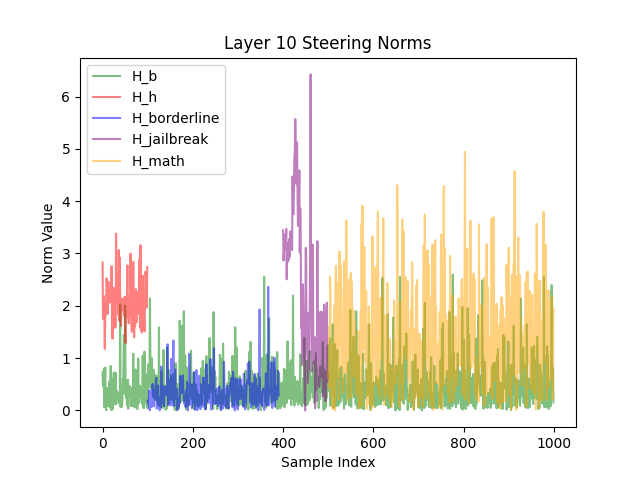 Layer 10 Steering Norms
H_b
H_h
H_borderline
H_jailbreak
H_math
Norm Value
6
5
4
3
2
1
0
0 200 400 600 800 1000
Sample Index